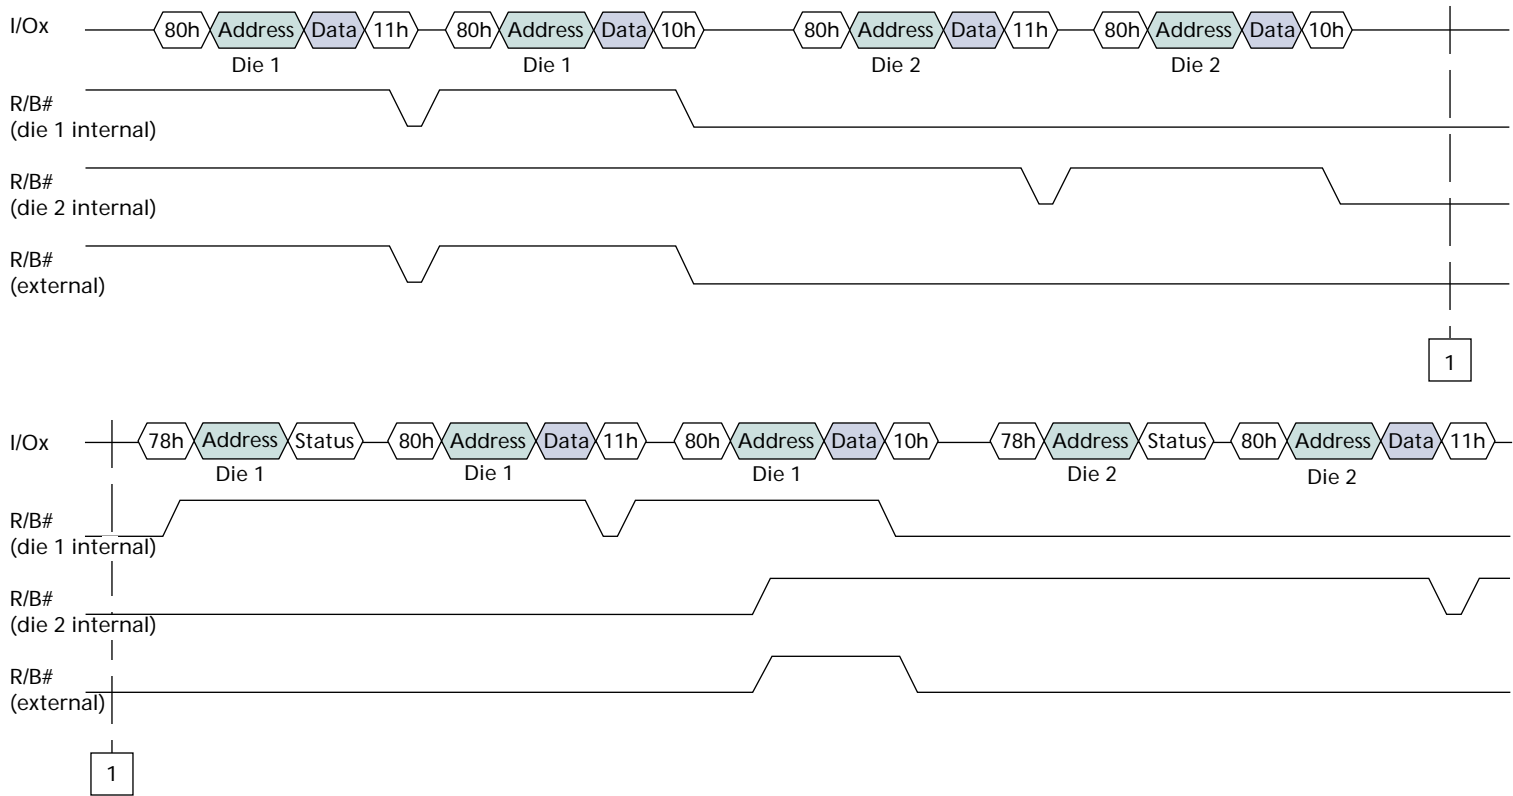 I/Ox 80h Address Data 11h 80h Address Data 10h 80h Address Data 11h 80h Address Data 10h
Die 1 Die 1 Die 2 Die 2
R/B#
(die 1 internal)
R/B#
(die 2 internal)
R/B#
(external)
1
I/Ox 78h Address Status 80h Address Data 11h 80h Address Data 10h 78h Address Status 80h Address Data 11h
Die 1 Die 1 Die 1 Die 2 Die 2
R/B#
(die 1 internal)
R/B#
(die 2 internal)
R/B#
(external)
1